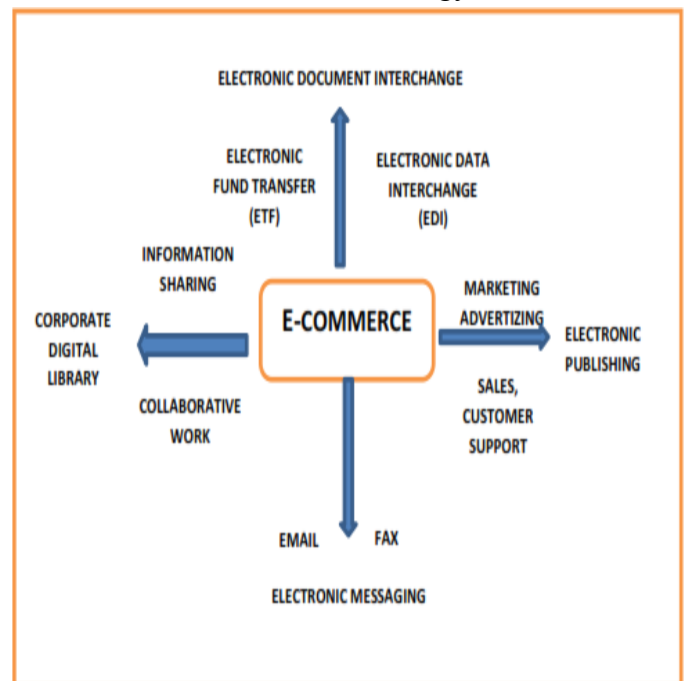 ELECTRONIC DOCUMENT INTERCHANGE
ELECTRONIC
FUND TRANSFER
(ETF)
ELECTRONIC DATA
INTERCHANGE
(EDI)
INFORMATION
SHARING
CORPORATE
DIGITAL
LIBRARY
COLLABORATIVE
WORK
E-COMMERCE
MARKETING
ADVERTIZING
ELECTRONIC
PUBLISHING
SALES,
CUSTOMER
SUPPORT
EMAIL
FAX
ELECTRONIC MESSAGING